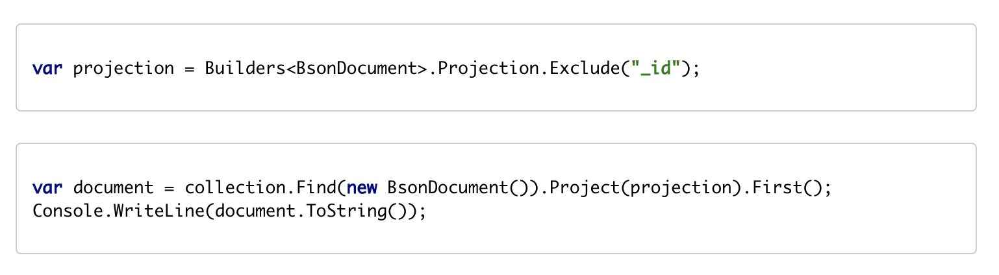 var projection = Builders<BsonDocument>.Projection.Exclude("_id");
var document = collection.Find(new BsonDocument()).Project(projection).First();
Console.WriteLine(document.ToString());